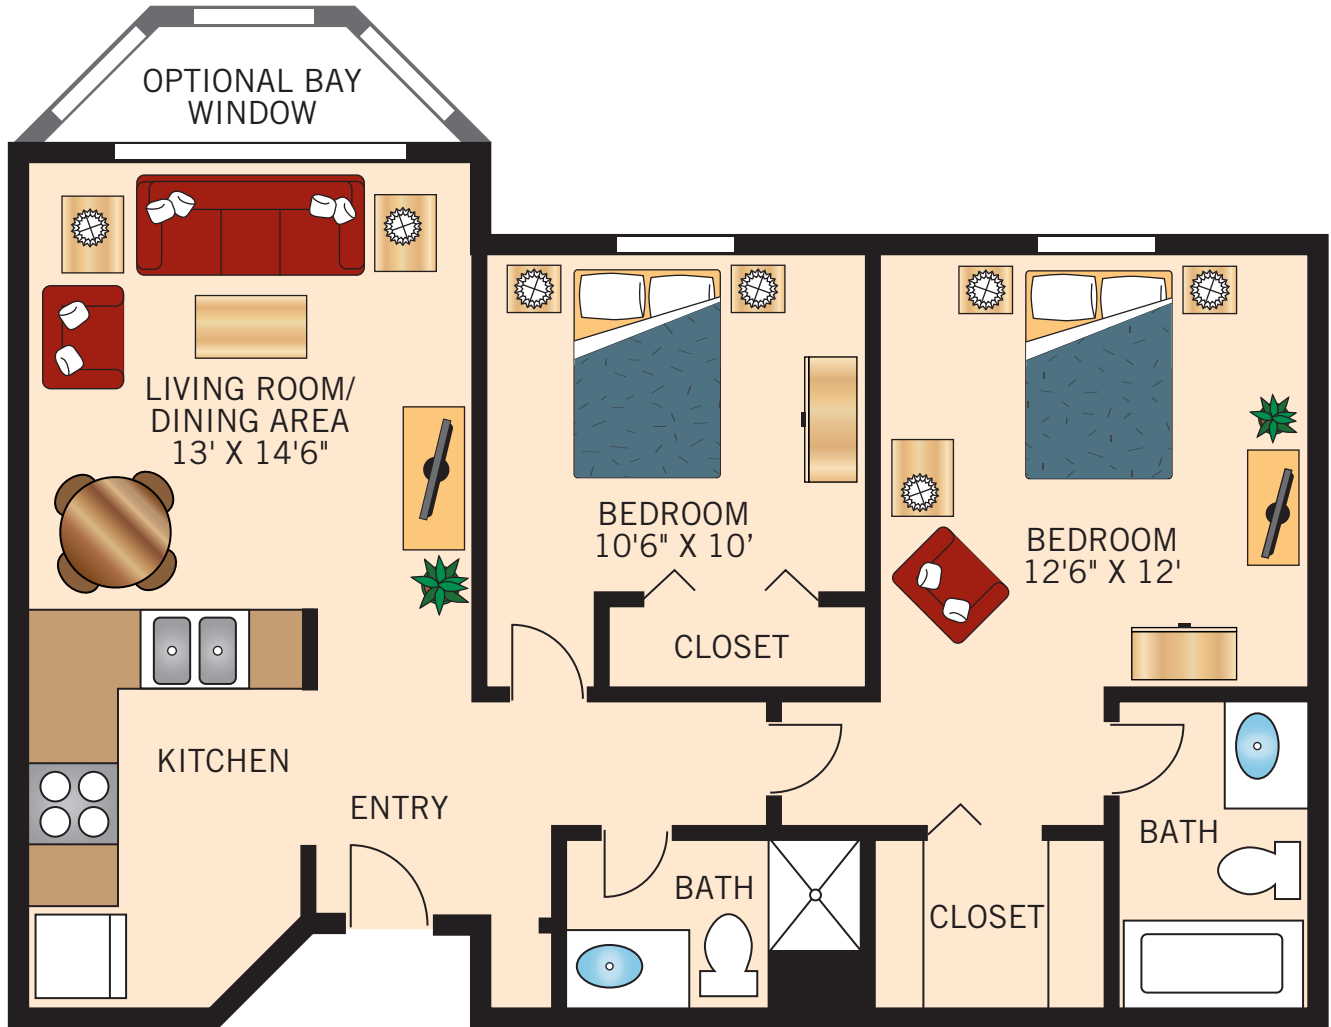 OPTIONAL BAY
WINDOW
LIVING ROOM/
DINING AREA
13' X 14'6"
BEDROOM
10'6" X 10’
BEDROOM
12'6" X 12'
CLOSET
KITCHEN
ENTRY
BATH
BATH
CLOSET